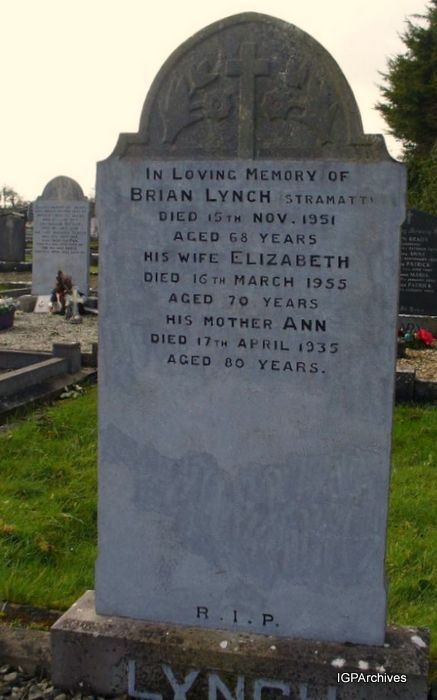 In Loving Memory of
Brian Lynch (Stramatt)
died 15th Nov. 1951
aged 68 years
his wife Elizabeth
died 16th March 1955
aged 70 years
his mother Ann
died 17th April 1935
aged 80 years.
R.I.P.
LYNCH
IGPArchives